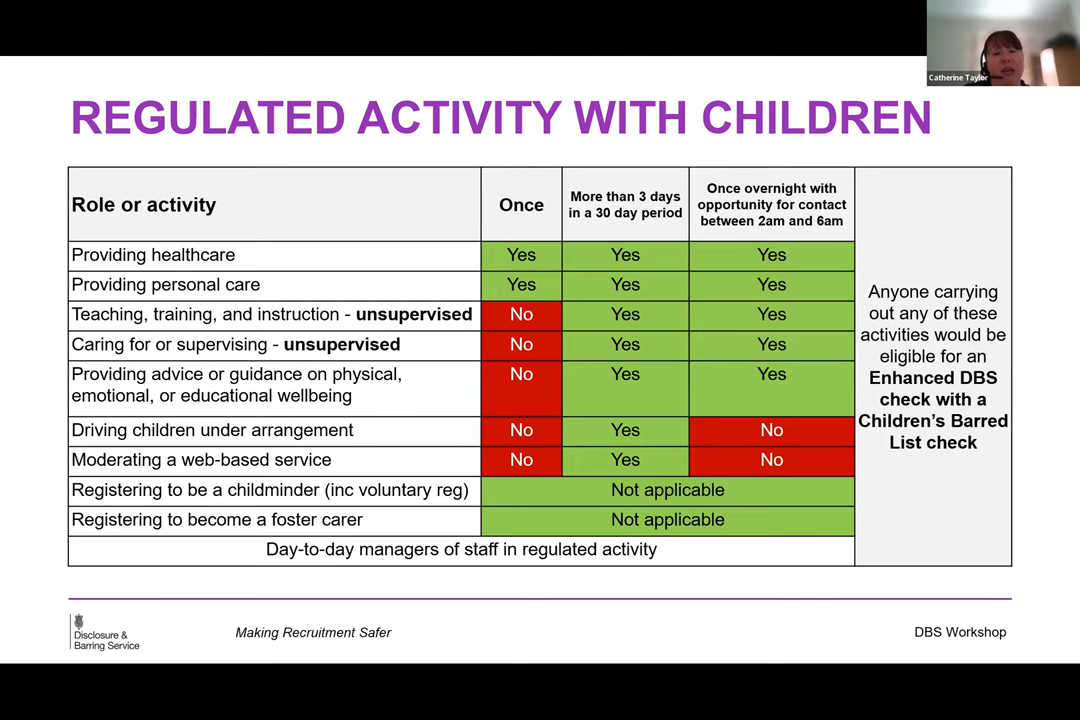 Catherine Taylor
REGULATED ACTIVITY WITH CHILDREN
Role or activity
Once
More than 3 days
in a 30 day period
Once overnight with
opportunity for contact
between 2am and 6am
Providing healthcare
Yes
Yes
Yes
Providing personal care
Yes
Yes
Yes
Teaching, training, and instruction - unsupervised
No
Yes
Yes
Caring for or supervising - unsupervised
No
Yes
Yes
Providing advice or guidance on physical,
emotional, or educational wellbeing
No
Yes
Yes
Driving children under arrangement
No
Yes
No
Moderating a web-based service
No
Yes
No
Registering to be a childminder (inc voluntary reg)
Not applicable
Registering to become a foster carer
Not applicable
Day-to-day managers of staff in regulated activity
Anyone carrying
out any of these
activities would be
eligible for an
Enhanced DBS
check with a
Children’s Barred
List check
Disclosure &
Barring Service
Making Recruitment Safer
DBS Workshop